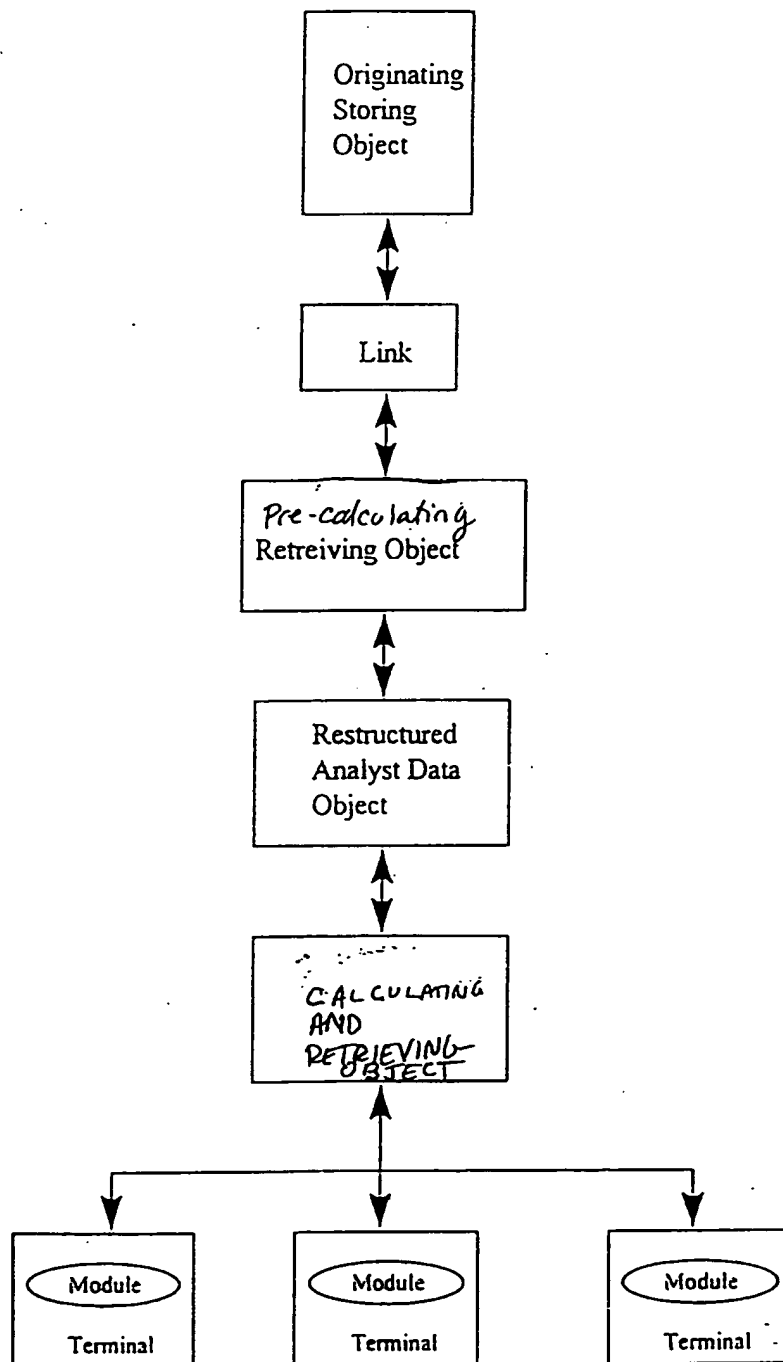 Originating
Storing
Object
Link
Pre-calculating
Retreiving Object
Restructured
Analyst Data
Object
CALCULATING
AND
RETRIEVING
OBJECT
Module
Terminal
Module
Terminal
Module
Terminal